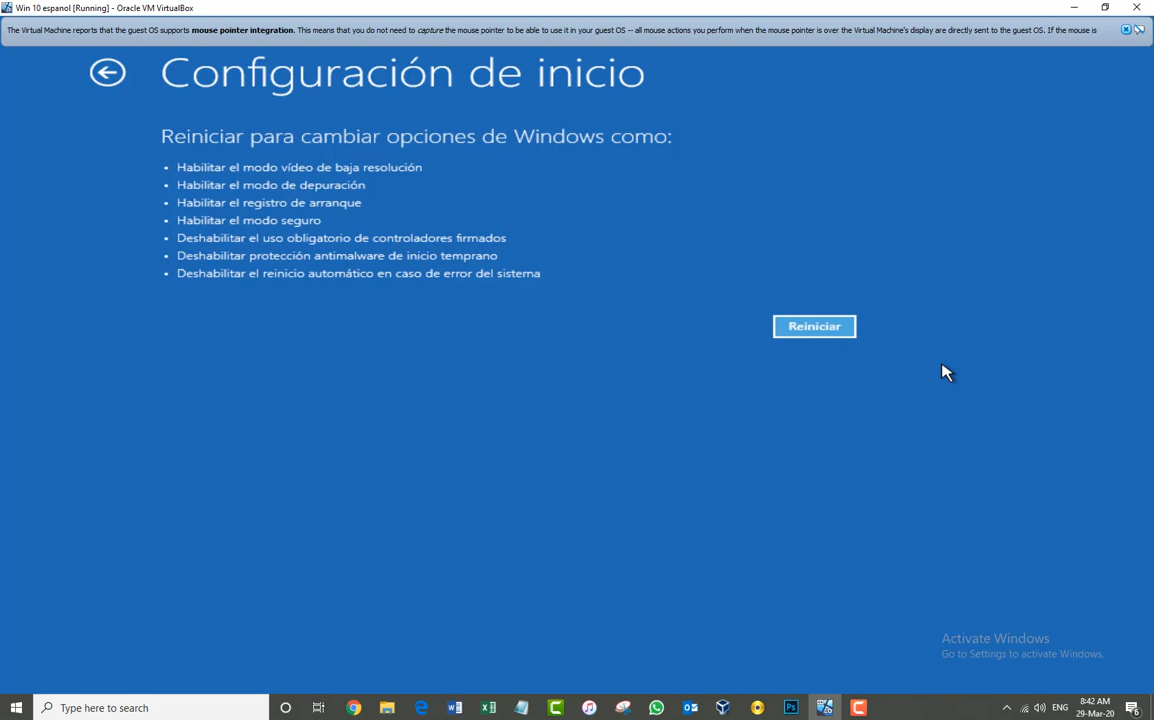 Win 10 espanol [Running] - Oracle VM VirtualBox
The Virtual Machine reports that the guest OS supports mouse pointer integration. This means that you do not need to capture the mouse pointer to be able to use it in your guest OS -- all mouse actions you perform when the mouse pointer is over the Virtual Machine's display are directly sent to the guest OS. If the mouse is
Configuración de inicio
Reiniciar para cambiar opciones de Windows como:
• Habilitar el modo vídeo de baja resolución
• Habilitar el modo de depuración
• Habilitar el registro de arranque
• Habilitar el modo seguro
• Deshabilitar el uso obligatorio de controladores firmados
• Deshabilitar protección antimalware de inicio temprano
• Deshabilitar el reinicio automático en caso de error del sistema
Reiniciar
Activate Windows
Go to Settings to activate Windows.
Type here to search
ENG
8:42 AM
29-Mar-20
6